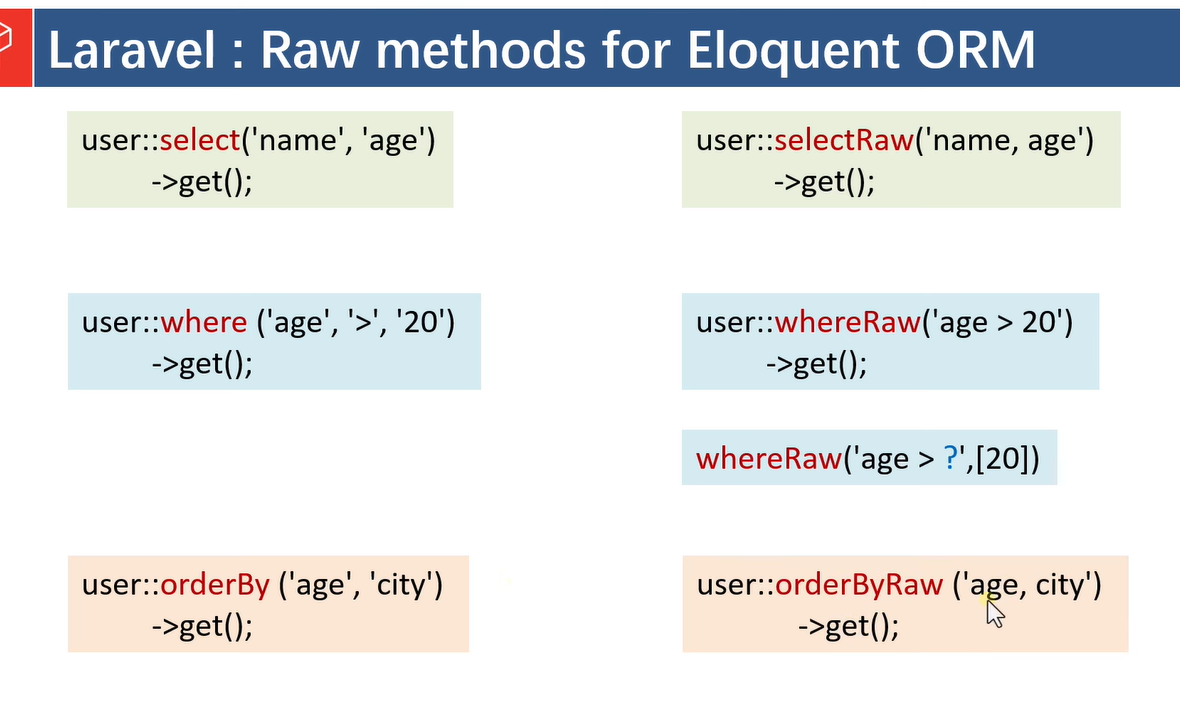 Laravel : Raw methods for Eloquent ORM
user::select('name', 'age')
->get();
user::selectRaw('name, age')
->get();
user::where ('age', '>', '20')
->get();
user::whereRaw('age > 20')
->get();
whereRaw('age > ?',[20])
user::orderBy ('age', 'city')
->get();
user::orderByRaw ('age, city')
->get();